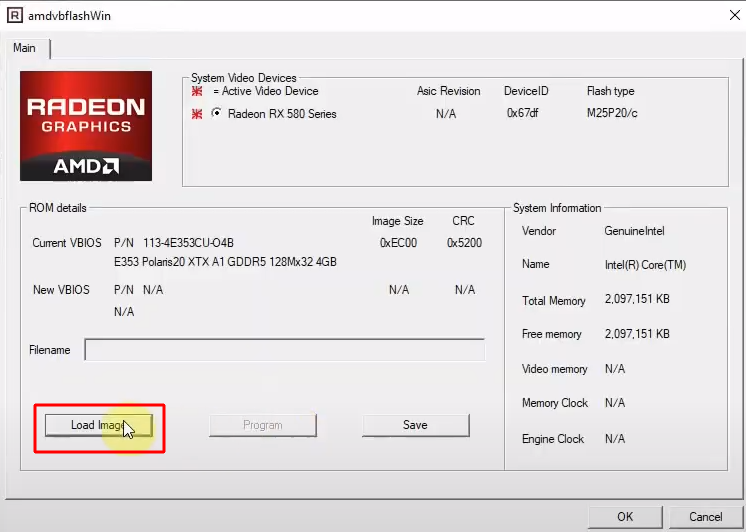 amdvbflashWin
Main
RADEON
GRAPHICS
AMD
System Video Devices
= Active Video Device Asic Revision DeviceID Flash type
Radeon RX 580 Series N/A 0x67df M25P20/c
ROM details
Image Size CRC
Current VBIOS P/N 113-4E353CU-O4B 0xEC00 0x5200
E353 Polaris20 XTX A1 GDDR5 128Mx32 4GB
New VBIOS P/N N/A N/A N/A
N/A
Filename
Load Image Program Save
System Information
Vendor GenuineIntel
Name Intel(R) Core(TM)
Total Memory 2,097,151 KB
Free memory 2,097,151 KB
Video memory N/A
Memory Clock N/A
Engine Clock N/A
OK Cancel